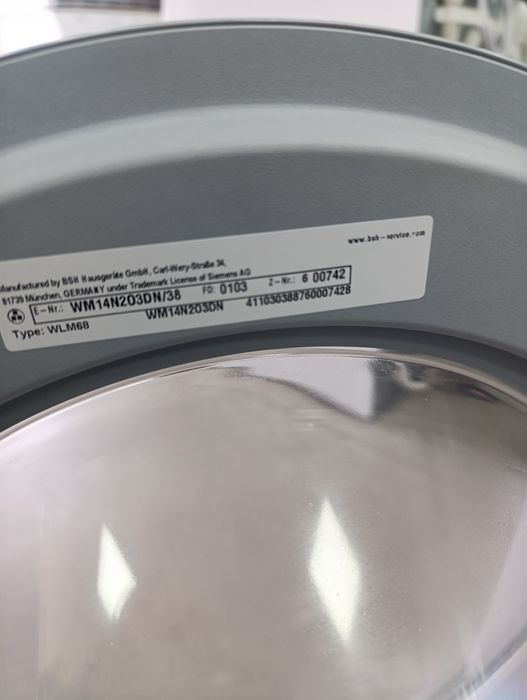 www.bsh-service.com
Manufactured by BSH Hausgeräte GmbH, Carl-Wery-Straße 34,
81739 München, GERMANY under Trademark License of Siemens AG
E-Nr.: WM14N203DN/38 FD: 0103 Z-Nr.: 6 00742
Type: WLM68 WM14N203DN 411030388760007428